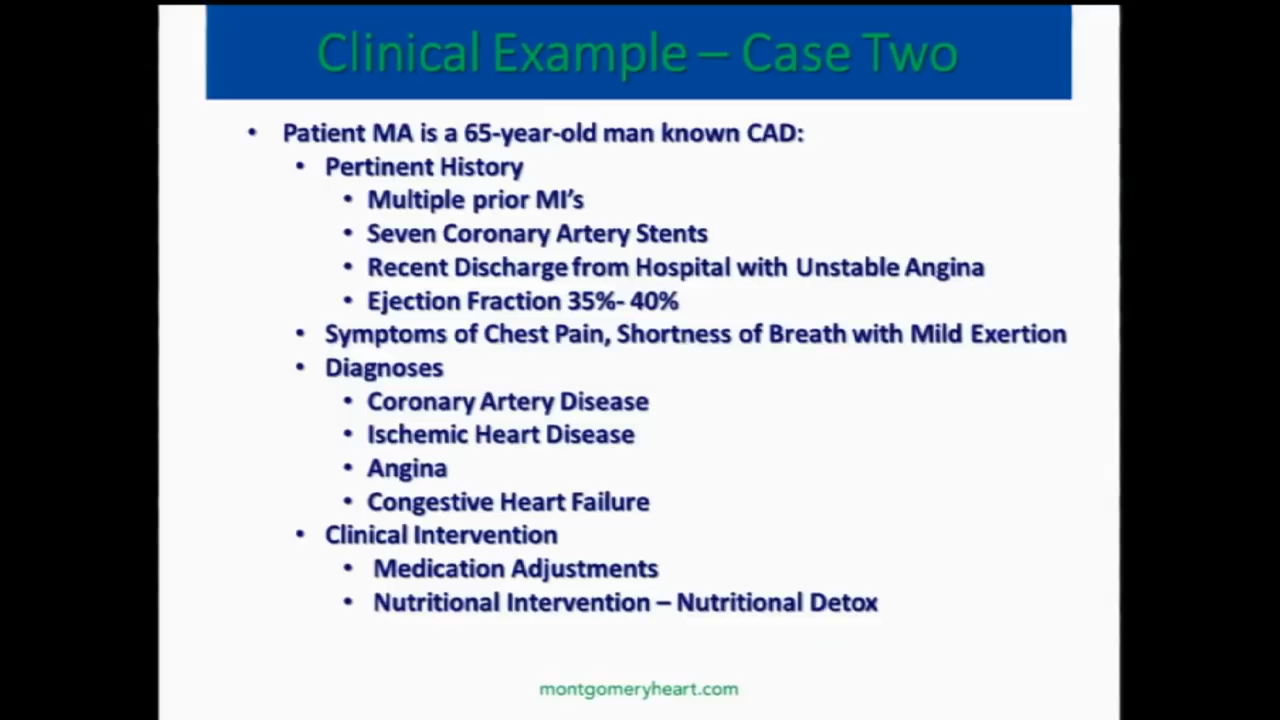 Clinical Example – Case Two
• Patient MA is a 65-year-old man known CAD:
• Pertinent History
• Multiple prior MI's
• Seven Coronary Artery Stents
• Recent Discharge from Hospital with Unstable Angina
• Ejection Fraction 35%- 40%
• Symptoms of Chest Pain, Shortness of Breath with Mild Exertion
• Diagnoses
• Coronary Artery Disease
• Ischemic Heart Disease
• Angina
• Congestive Heart Failure
• Clinical Intervention
• Medication Adjustments
• Nutritional Intervention – Nutritional Detox
montgomeryheart.com